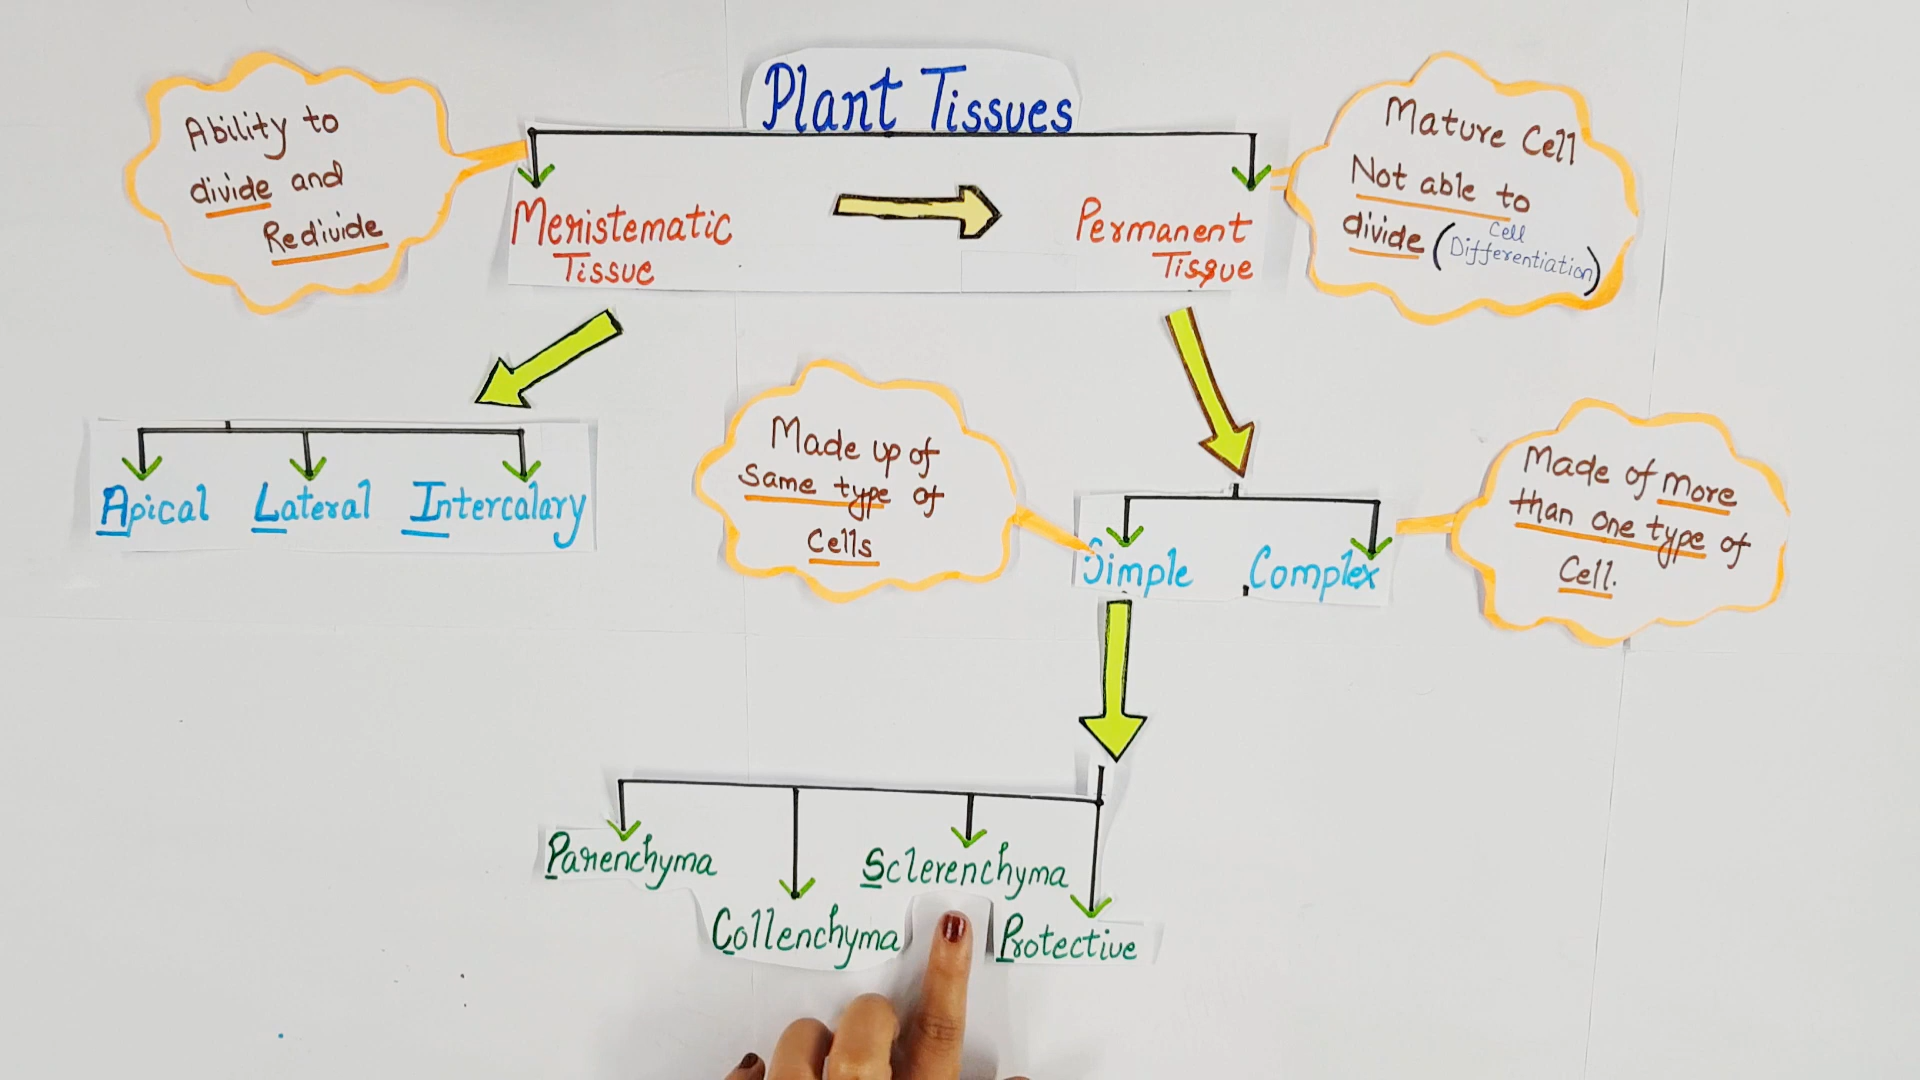 Plant Tissues
Ability to
divide and
Redivide
Meristematic
Tissue
Permanent
Tissue
Mature Cell
Not able to
divide (Cell
Differentiation)
Apical Lateral Intercalary
Made up of
same type of
Cells
Simple Complex
Made of more
than one type of
Cell.
Parenchyma
Collenchyma
Sclerenchyma
Protective